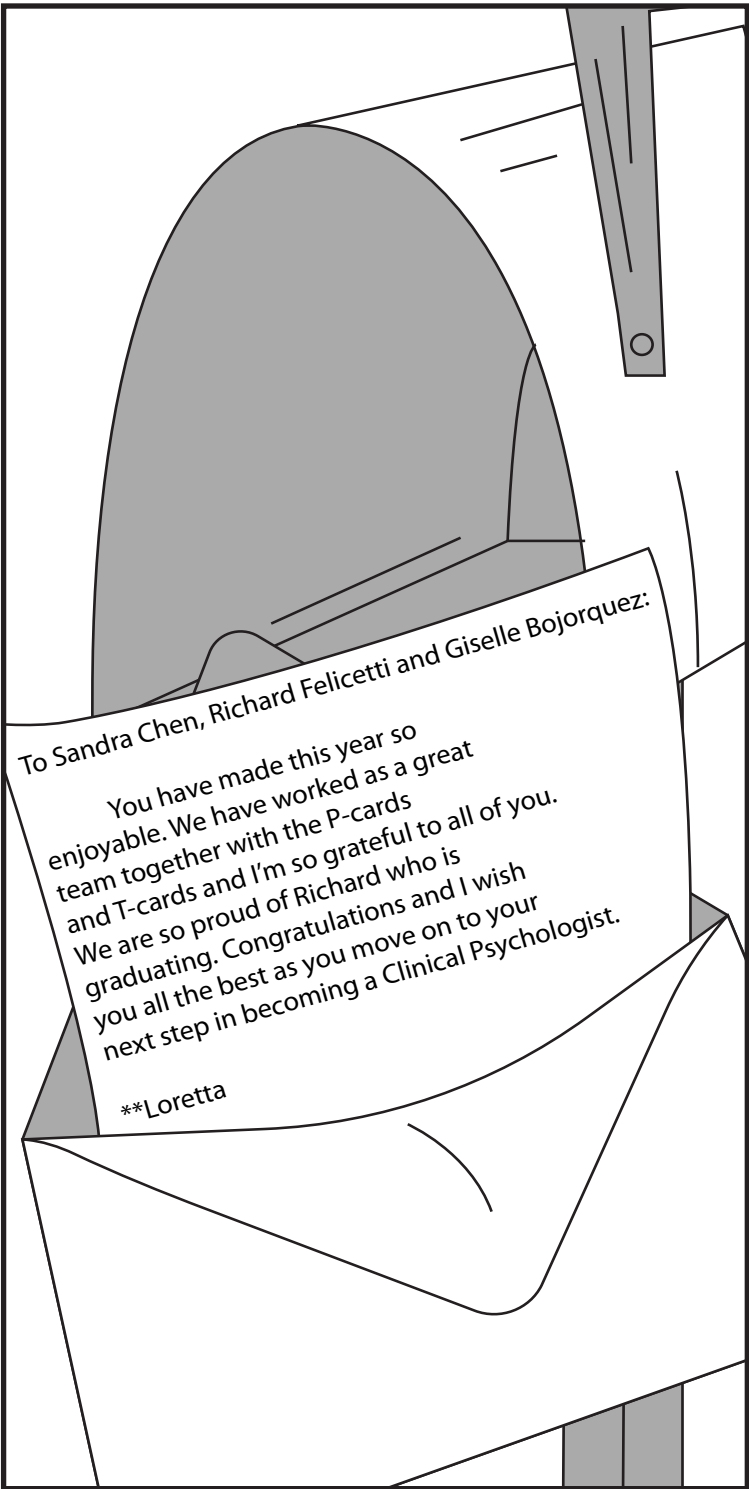 To Sandra Chen, Richard Felicetti and Giselle Bojorquez:
You have made this year so
enjoyable. We have worked as a great
team together with the P-cards
and T-cards and I'm so grateful to all of you.
We are so proud of Richard who is
graduating. Congratulations and I wish
you all the best as you move on to your
next step in becoming a Clinical Psychologist.
**Loretta